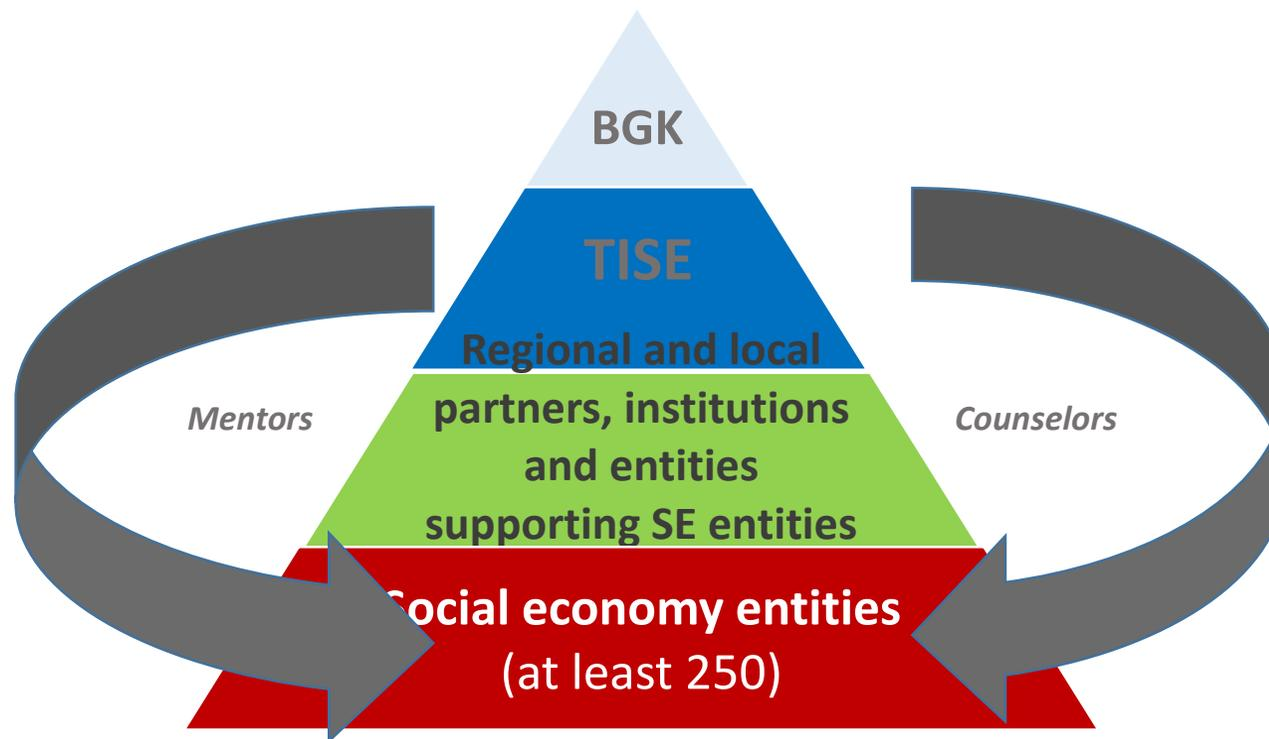 BGK
TISE
Regional and local
partners, institutions
and entities
supporting SE entities
Mentors
Counselors
Social economy entities
(at least 250)